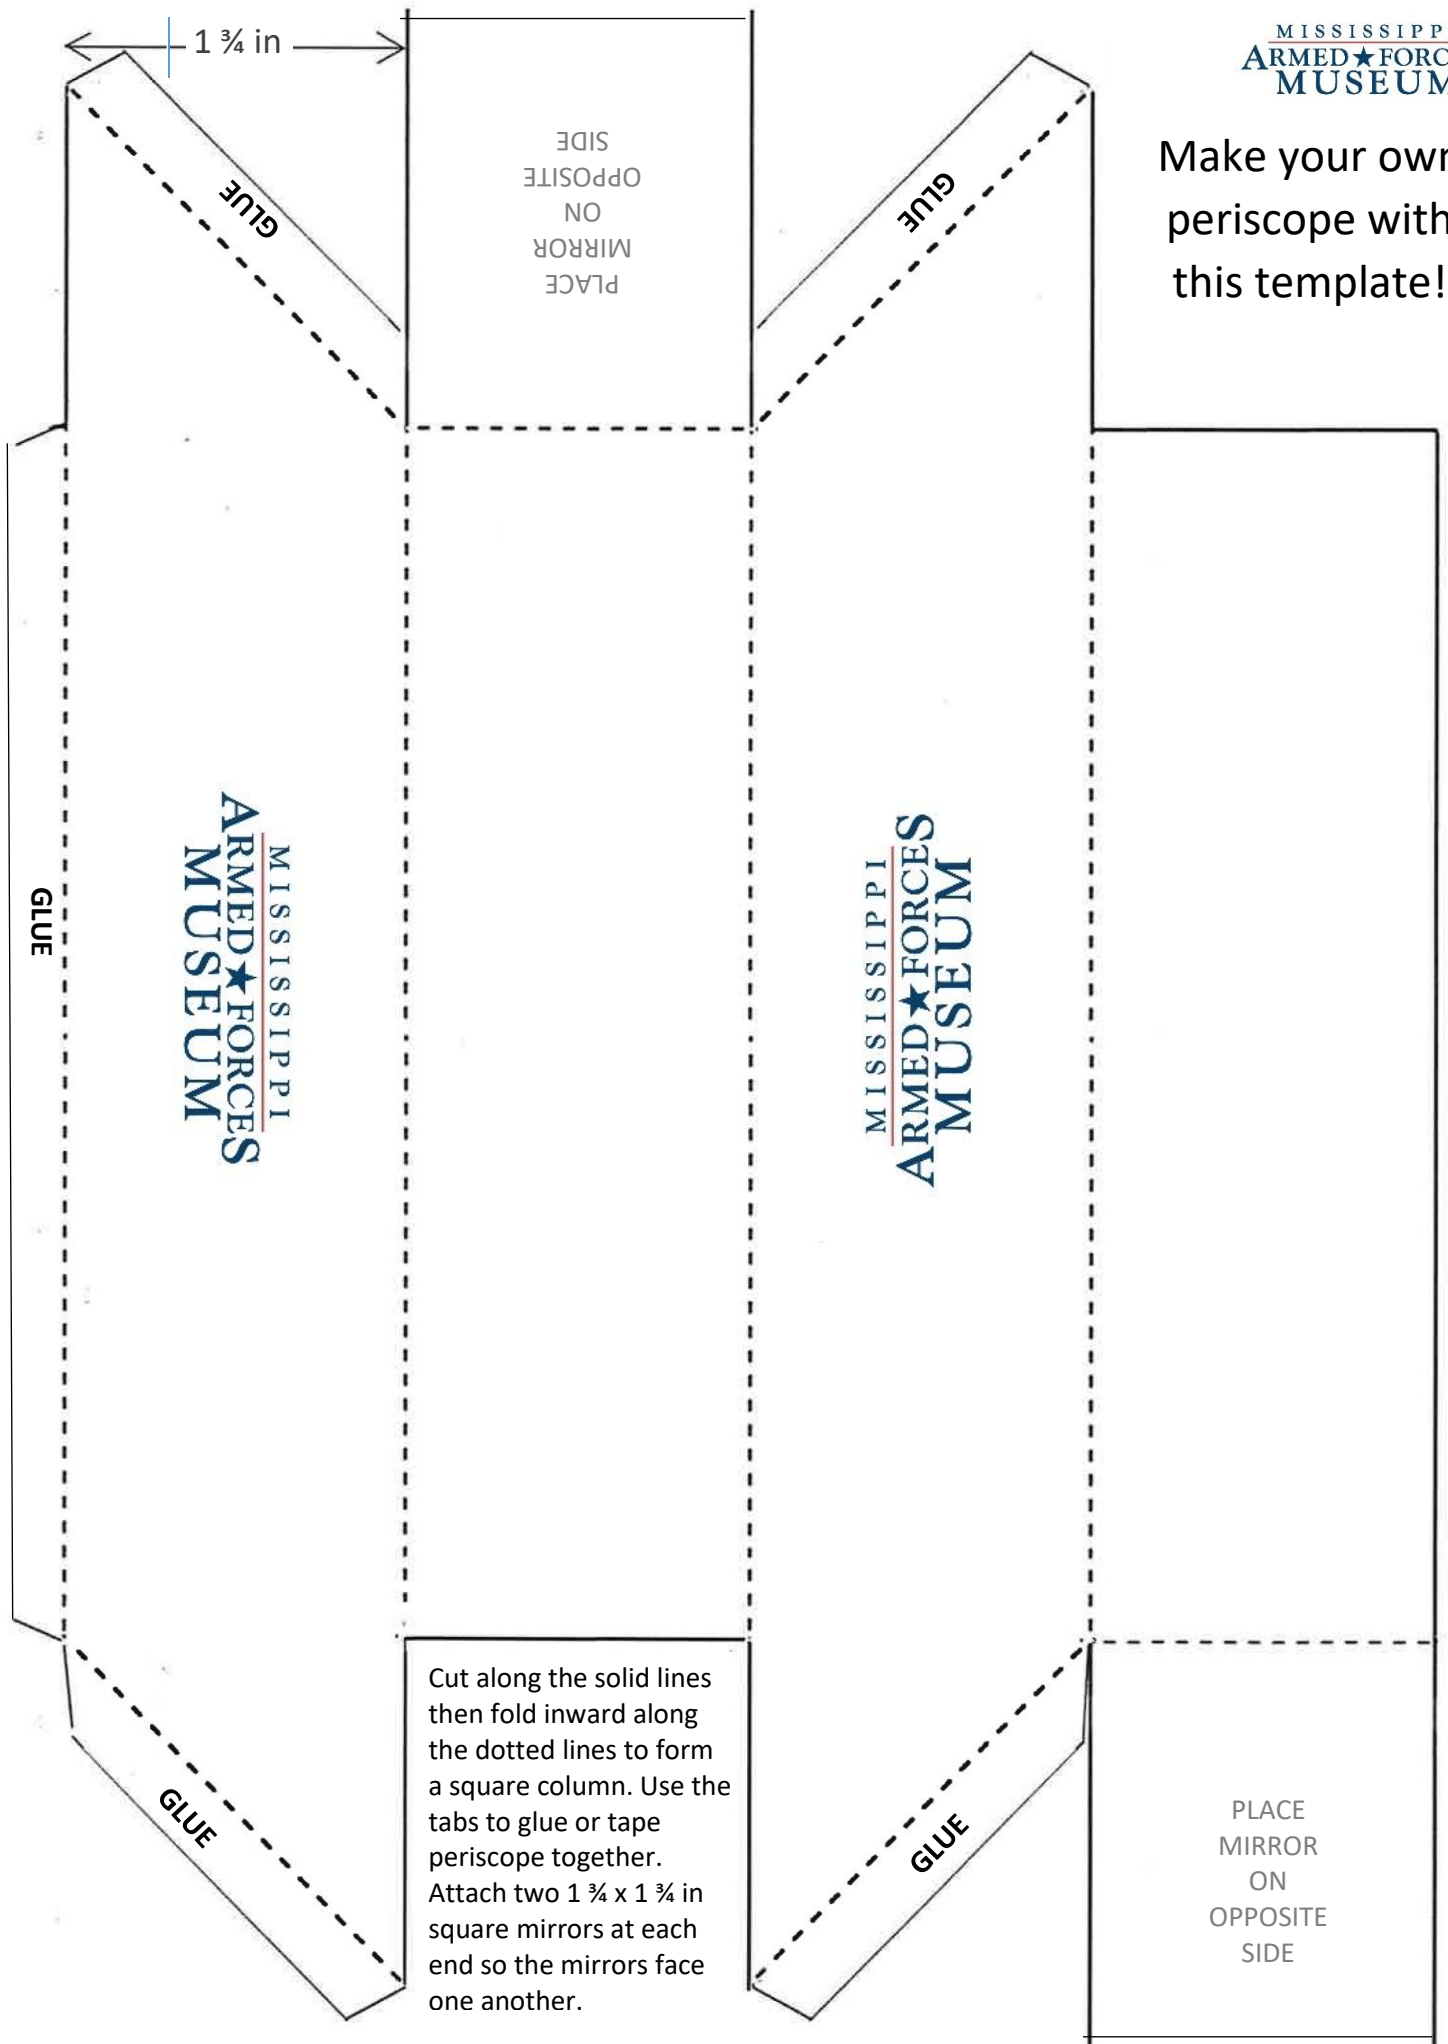 1 ¾ in
MISSISSIPP
ARMED★FORC
MUSEUM
Make your own
periscope with
this template!
GLUE
PLACE
MIRROR
ON
OPPOSITE
SIDE
GLUE
GLUE
MISSISSIPPI
ARMED★FORCES
MUSEUM
MISSISSIPPI
ARMED★FORCES
MUSEUM
Cut along the solid lines
then fold inward along
the dotted lines to form
a square column. Use the
tabs to glue or tape
periscope together.
Attach two 1 ¾ x 1 ¾ in
square mirrors at each
end so the mirrors face
one another.
GLUE
GLUE
PLACE
MIRROR
ON
OPPOSITE
SIDE